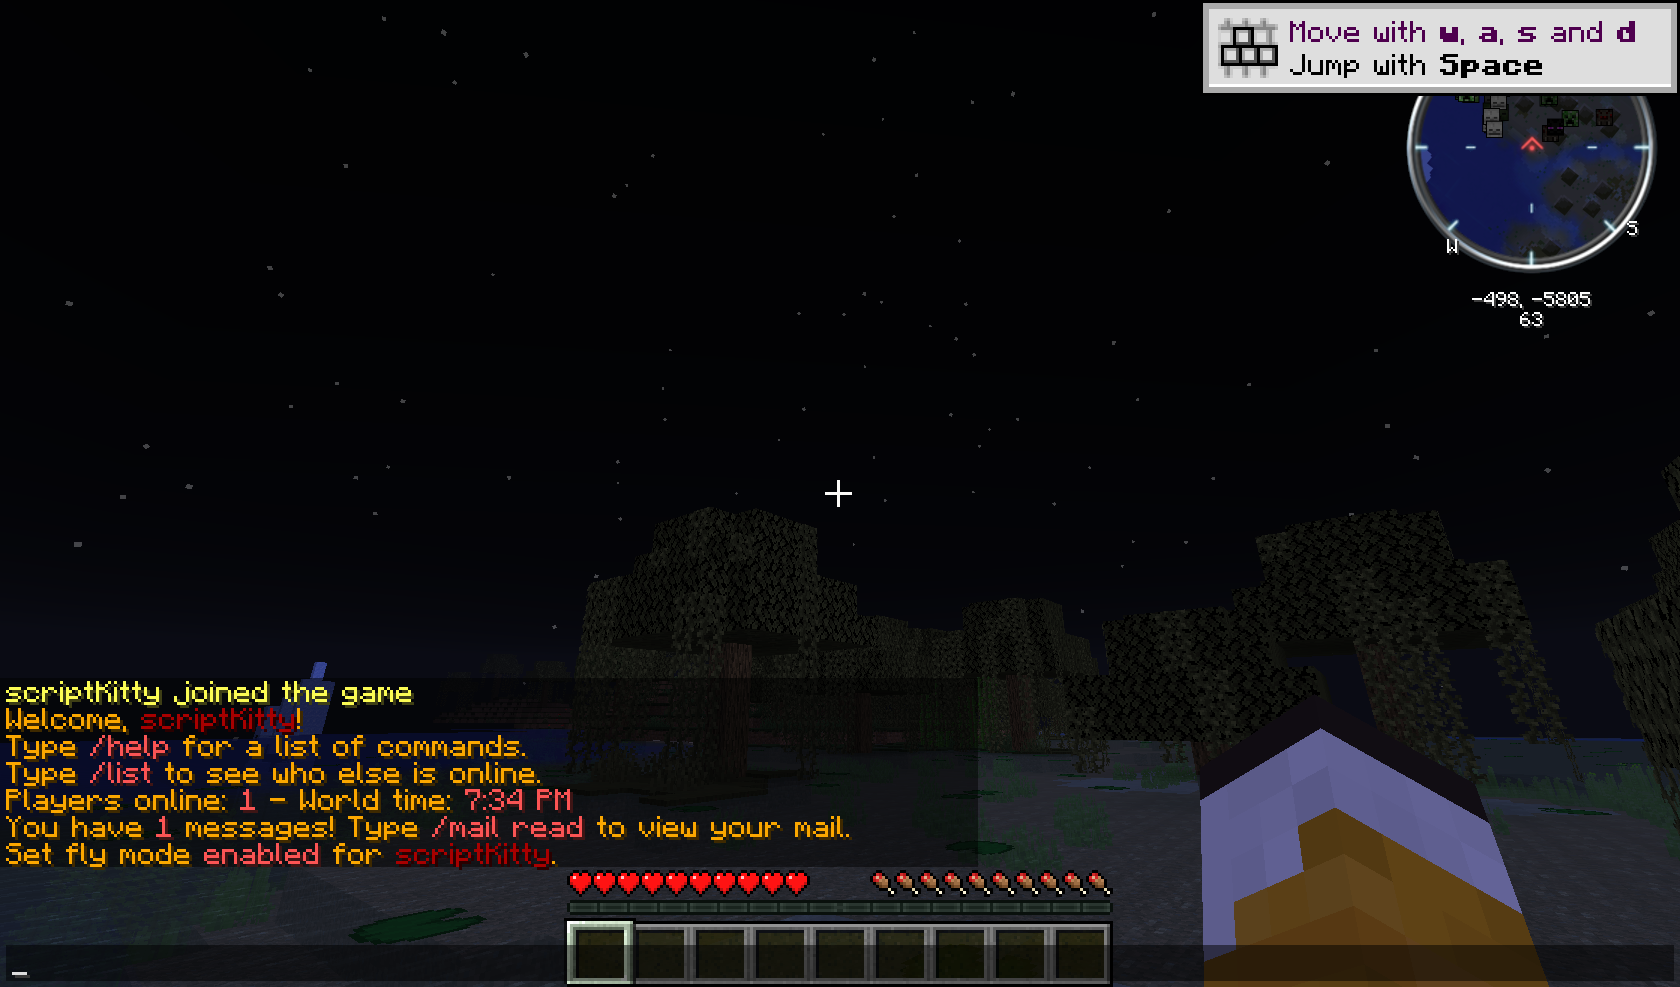 Move with w, a, s and d
Jump with Space
S
W
-498, -5805
63
scriptKitty joined the game
Welcome, scriptKitty!
Type /help for a list of commands.
Type /list to see who else is online.
Players online: 1 - World time: 7:34 PM
You have 1 messages! Type /mail read to view your mail.
Set fly mode enabled for scriptKitty.
_